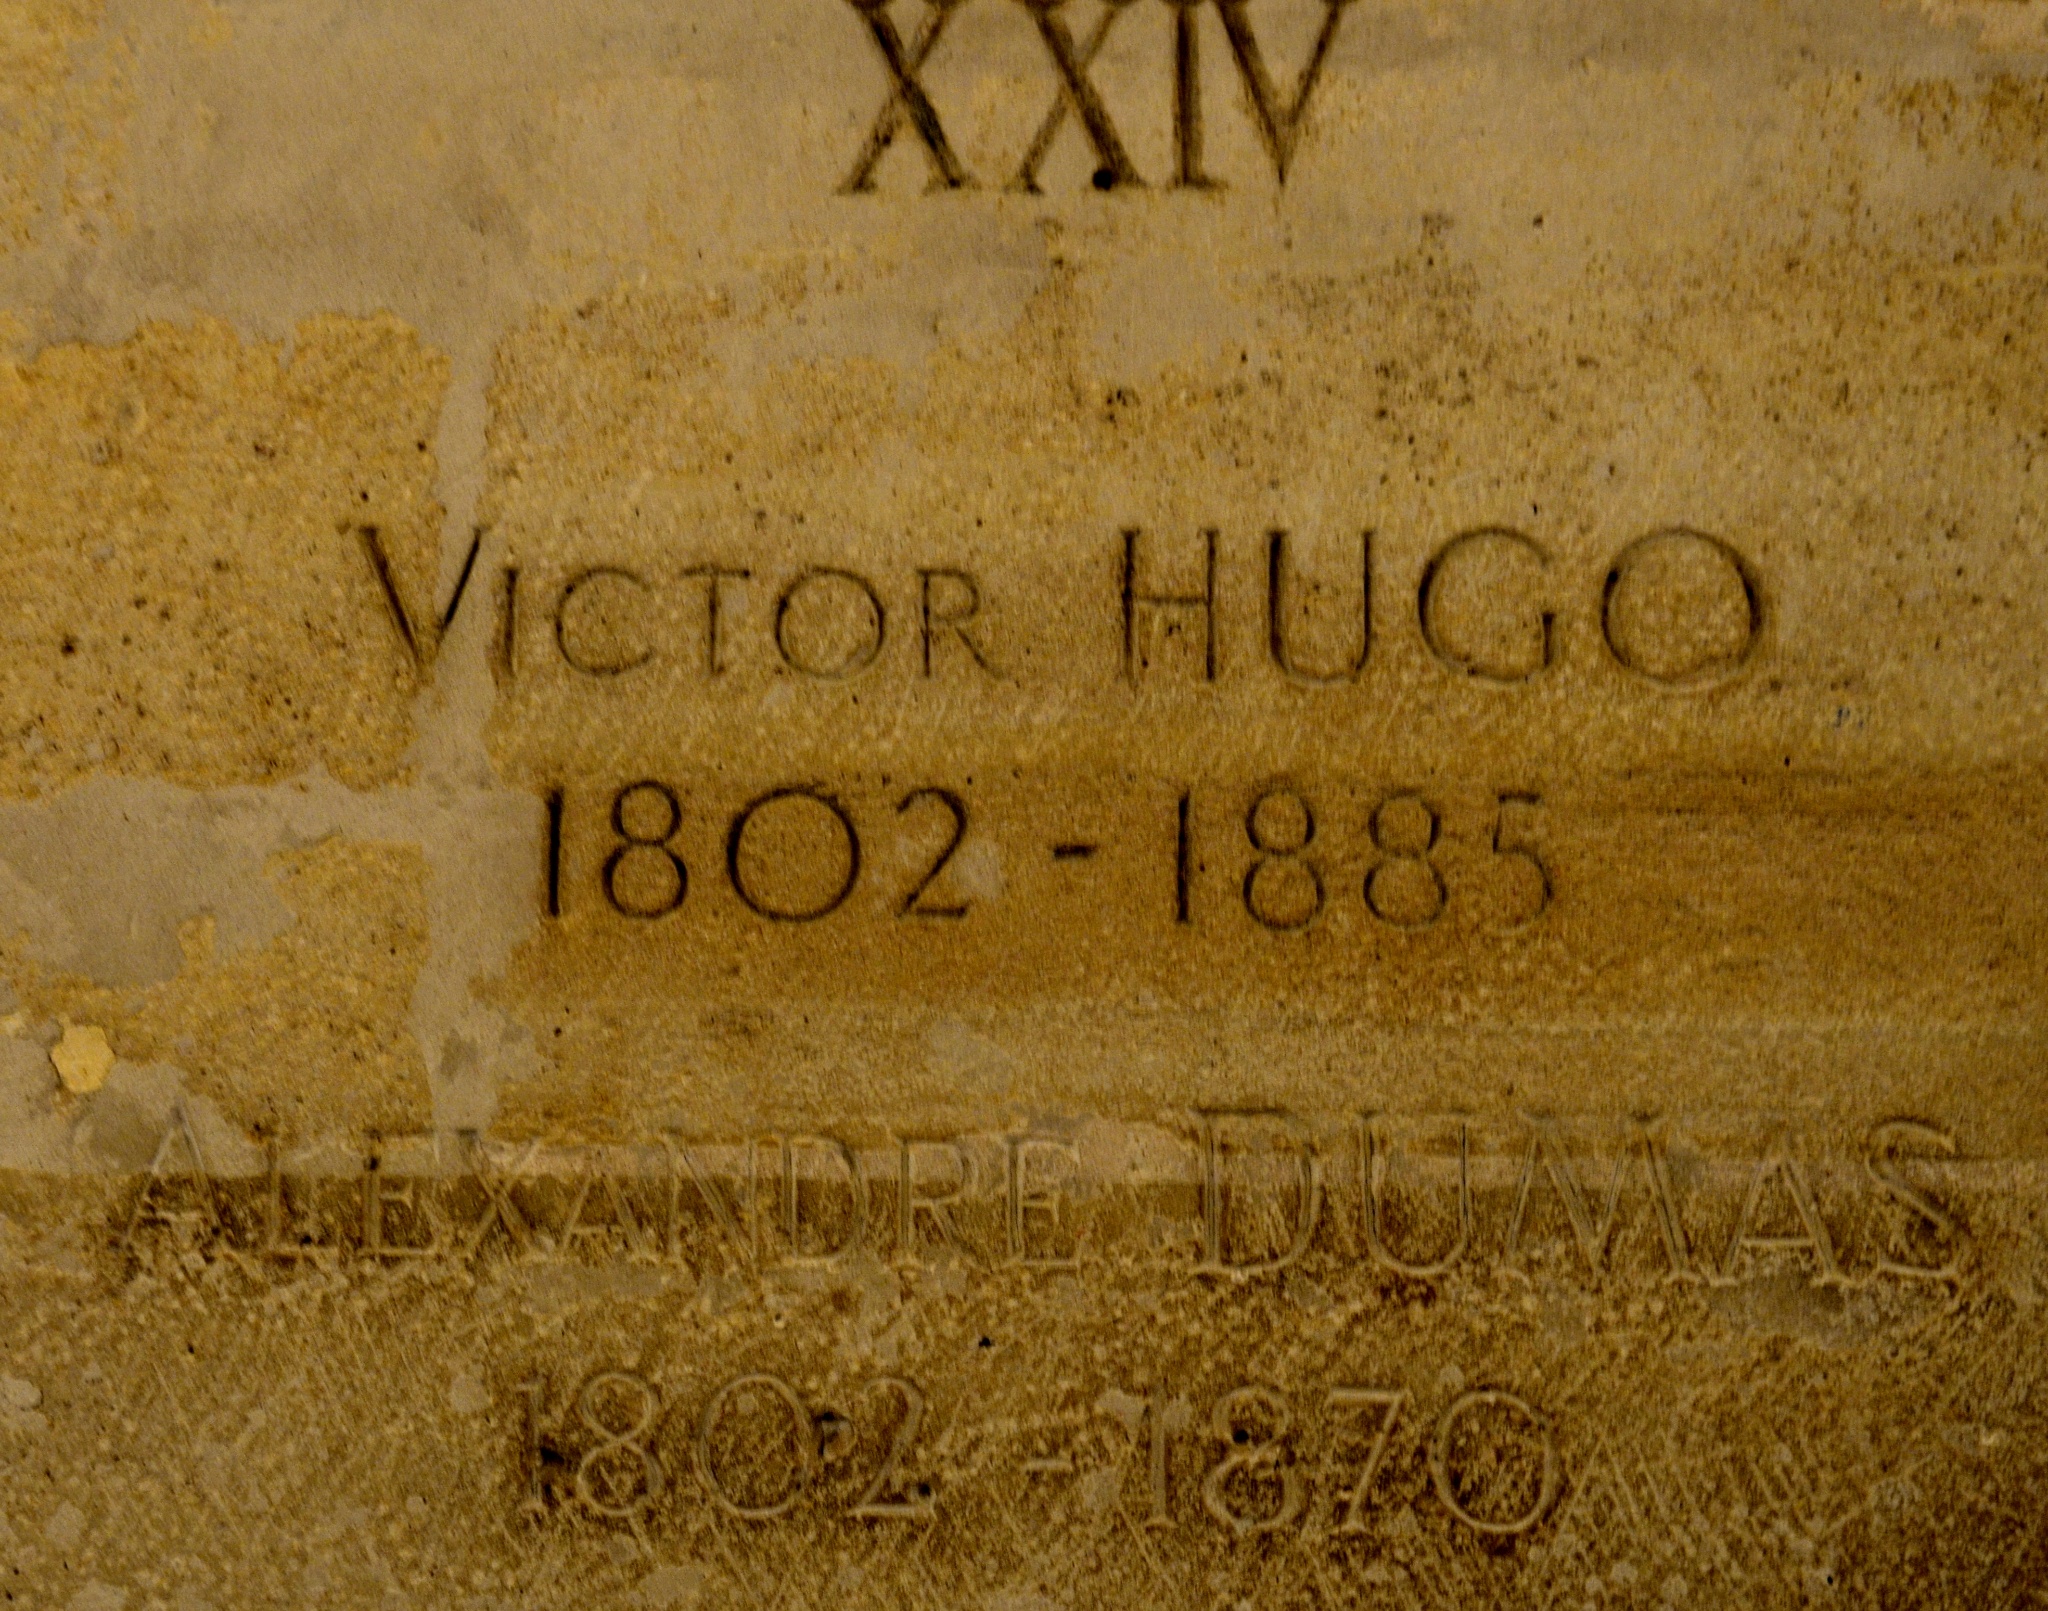 XXIV
VICTOR HUGO
1802 - 1885
ALEXANDRE DUMAS
1802 - 1870